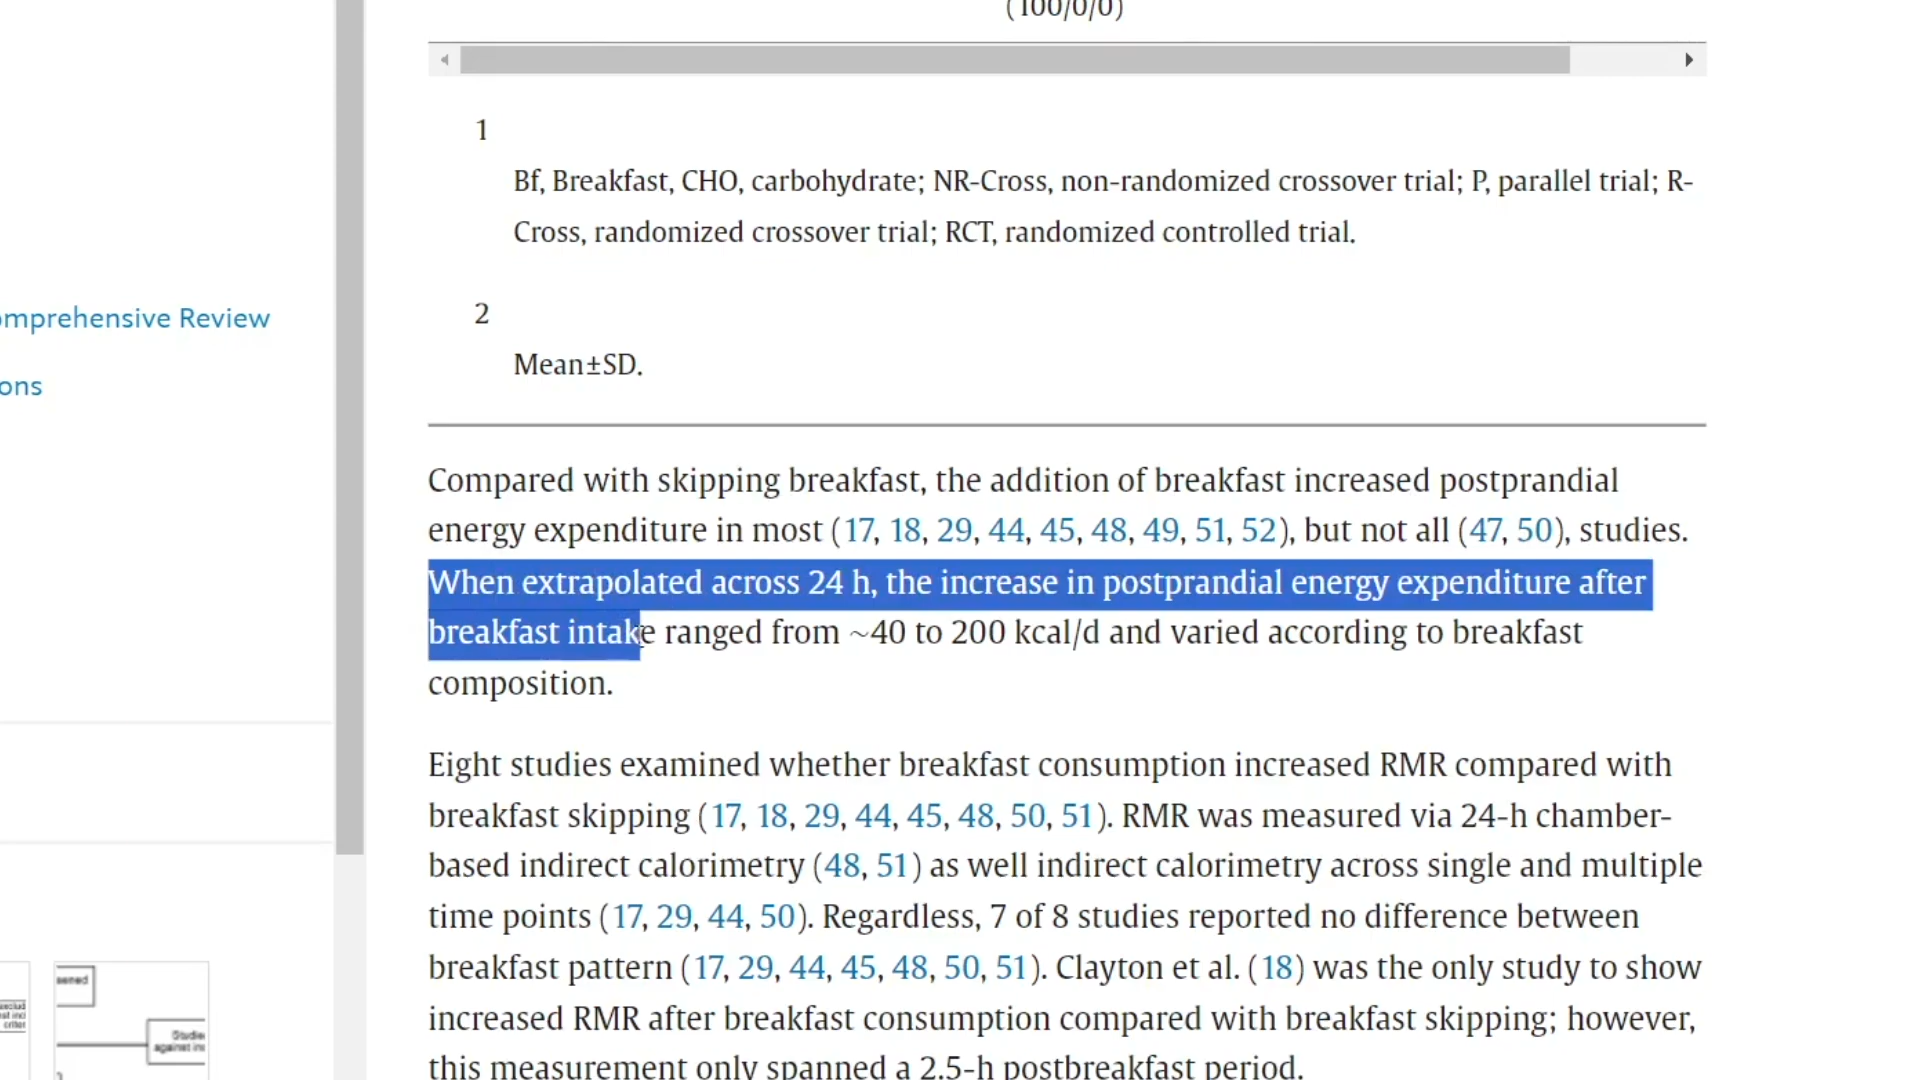 (100/0/0)
1
Bf, Breakfast, CHO, carbohydrate; NR-Cross, non-randomized crossover trial; P, parallel trial; R-
Cross, randomized crossover trial; RCT, randomized controlled trial.
2
Mean±SD.
omprehensive Review
ons
Compared with skipping breakfast, the addition of breakfast increased postprandial
energy expenditure in most (17, 18, 29, 44, 45, 48, 49, 51, 52), but not all (47, 50), studies.
When extrapolated across 24 h, the increase in postprandial energy expenditure after
breakfast intake ranged from ~40 to 200 kcal/d and varied according to breakfast
composition.
Eight studies examined whether breakfast consumption increased RMR compared with
breakfast skipping (17, 18, 29, 44, 45, 48, 50, 51). RMR was measured via 24-h chamber-
based indirect calorimetry (48, 51) as well indirect calorimetry across single and multiple
time points (17, 29, 44, 50). Regardless, 7 of 8 studies reported no difference between
breakfast pattern (17, 29, 44, 45, 48, 50, 51). Clayton et al. (18) was the only study to show
increased RMR after breakfast consumption compared with breakfast skipping; however,
this measurement only spanned a 2.5-h postbreakfast period.
Studie
against in